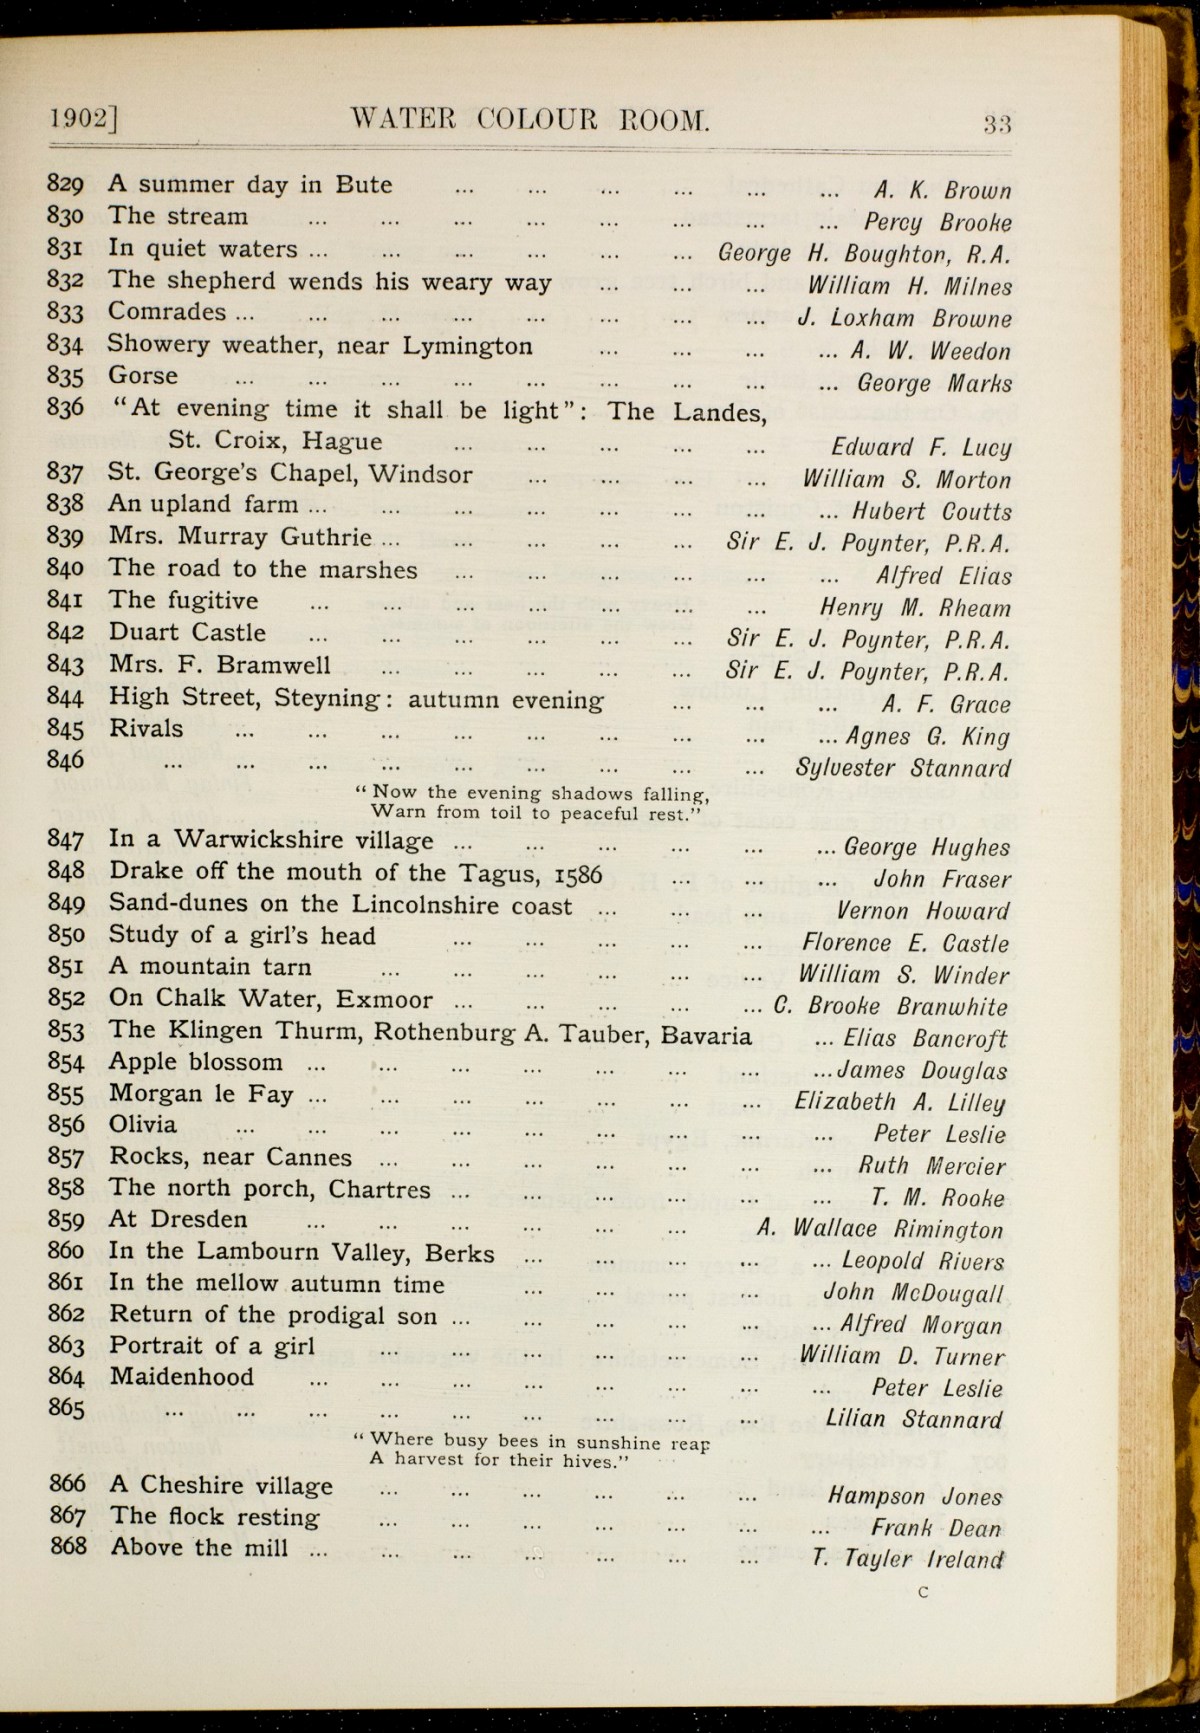 1902] WATER COLOUR ROOM. 33
829 A summer day in Bute ... ... ... ... ... ... A. K. Brown
830 The stream ... ... ... ... ... ... ... ... Percy Brooke
831 In quiet waters ... ... ... ... ... ... George H. Boughton, R.A.
832 The shepherd wends his weary way ... ... ... William H. Milnes
833 Comrades ... ... ... ... ... ... ... ... J. Loxham Browne
834 Showery weather, near Lymington ... ... ... ... A. W. Weedon
835 Gorse ... ... ... ... ... ... ... ... ... George Marks
836 “At evening time it shall be light”: The Landes,
St. Croix, Hague ... ... ... ... ... Edward F. Lucy
837 St. George’s Chapel, Windsor ... ... ... ... William S. Morton
838 An upland farm ... ... ... ... ... ... ... ... Hubert Coutts
839 Mrs. Murray Guthrie ... ... ... ... ... Sir E. J. Poynter, P.R.A.
840 The road to the marshes ... ... ... ... ... ... Alfred Elias
841 The fugitive ... ... ... ... ... ... ... Henry M. Rheam
842 Duart Castle ... ... ... ... ... ... Sir E. J. Poynter, P.R.A.
843 Mrs. F. Bramwell ... ... ... ... ... Sir E. J. Poynter, P.R.A.
844 High Street, Steyning: autumn evening ... ... ... A. F. Grace
845 Rivals ... ... ... ... ... ... ... ... ... Agnes G. King
846 ... ... ... ... ... ... ... ... ... Sylvester Stannard
“Now the evening shadows falling,
Warn from toil to peaceful rest.”
847 In a Warwickshire village ... ... ... ... ... ... George Hughes
848 Drake off the mouth of the Tagus, 1586 ... ... ... John Fraser
849 Sand-dunes on the Lincolnshire coast ... ... ... Vernon Howard
850 Study of a girl’s head ... ... ... ... ... Florence E. Castle
851 A mountain tarn ... ... ... ... ... ... William S. Winder
852 On Chalk Water, Exmoor ... ... ... ... ... C. Brooke Branwhite
853 The Klingen Thurm, Rothenburg A. Tauber, Bavaria ... Elias Bancroft
854 Apple blossom ... ... ... ... ... ... ... ... James Douglas
855 Morgan le Fay ... ... ... ... ... ... ... Elizabeth A. Lilley
856 Olivia ... ... ... ... ... ... ... ... ... Peter Leslie
857 Rocks, near Cannes ... ... ... ... ... ... ... Ruth Mercier
858 The north porch, Chartres ... ... ... ... ... ... T. M. Rooke
859 At Dresden ... ... ... ... ... ... A. Wallace Rimington
860 In the Lambourn Valley, Berks ... ... ... ... ... Leopold Rivers
861 In the mellow autumn time ... ... ... ... John McDougall
862 Return of the prodigal son ... ... ... ... ... ... Alfred Morgan
863 Portrait of a girl ... ... ... ... ... ... William D. Turner
864 Maidenhood ... ... ... ... ... ... ... ... Peter Leslie
865 ... ... ... ... ... ... ... ... ... Lilian Stannard
“Where busy bees in sunshine reap
A harvest for their hives.”
866 A Cheshire village ... ... ... ... ... ... Hampson Jones
867 The flock resting ... ... ... ... ... ... ... Frank Dean
868 Above the mill ... ... ... ... ... ... ... T. Tayler Ireland
C